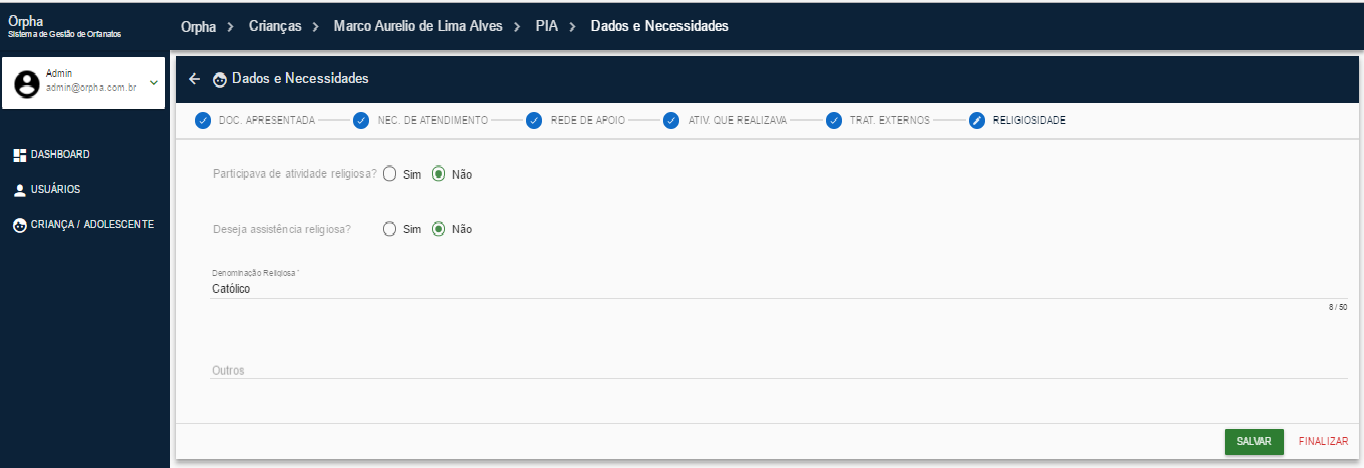 Orpha
Sistema de Gestão de Orfanatos
Orpha > Crianças > Marco Aurelio de Lima Alves > PIA > Dados e Necessidades
Admin
admin@orpha.com.br
DASHBOARD
USUÁRIOS
CRIANÇA / ADOLESCENTE
Dados e Necessidades
DOC. APRESENTADA NEC. DE ATENDIMENTO REDE DE APOIO ATIV. QUE REALIZAVA TRAT. EXTERNOS RELIGIOSIDADE
Participava de atividade religiosa? Sim Não
Deseja assistência religiosa? Sim Não
Denominação Religiosa *
Católico
8 / 50
Outros
SALVAR FINALIZAR